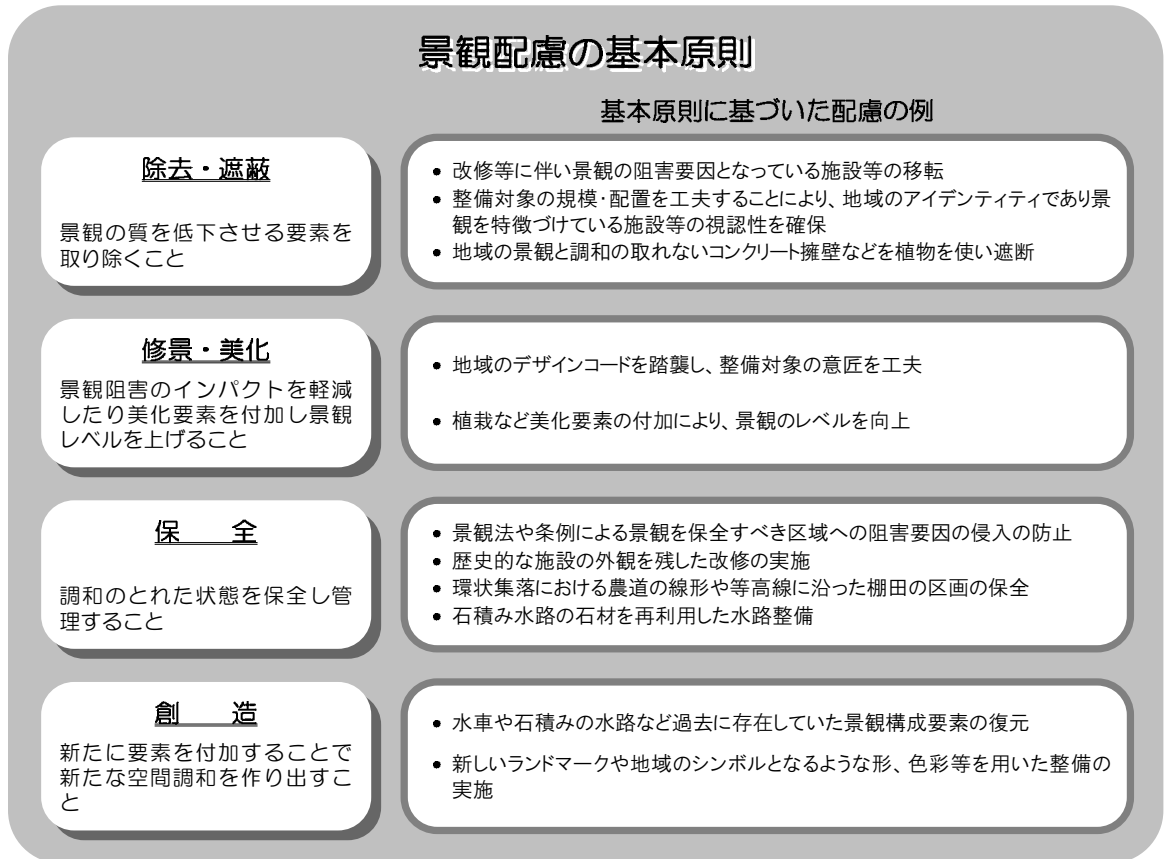 景観配慮の基本原則
基本原則に基づいた配慮の例
除去・遮蔽
景観の質を低下させる要素を
取り除くこと
• 改修等に伴い景観の阻害要因となっている施設等の移転
• 整備対象の規模・配置を工夫することにより、地域のアイデンティティであり景
観を特徴づけている施設等の視認性を確保
• 地域の景観と調和の取れないコンクリート擁壁などを植物を使い遮断
修景・美化
景観阻害のインパクトを軽減
したり美化要素を付加し景観
レベルを上げること
• 地域のデザインコードを踏襲し、整備対象の意匠を工夫
• 植栽など美化要素の付加により、景観のレベルを向上
保　全
調和のとれた状態を保全し管
理すること
• 景観法や条例による景観を保全すべき区域への阻害要因の侵入の防止
• 歴史的な施設の外観を残した改修の実施
• 環状集落における農道の線形や等高線に沿った棚田の区画の保全
• 石積み水路の石材を再利用した水路整備
創　造
新たに要素を付加することで
新たな空間調和を作り出すこ
と
• 水車や石積みの水路など過去に存在していた景観構成要素の復元
• 新しいランドマークや地域のシンボルとなるような形、色彩等を用いた整備の
実施